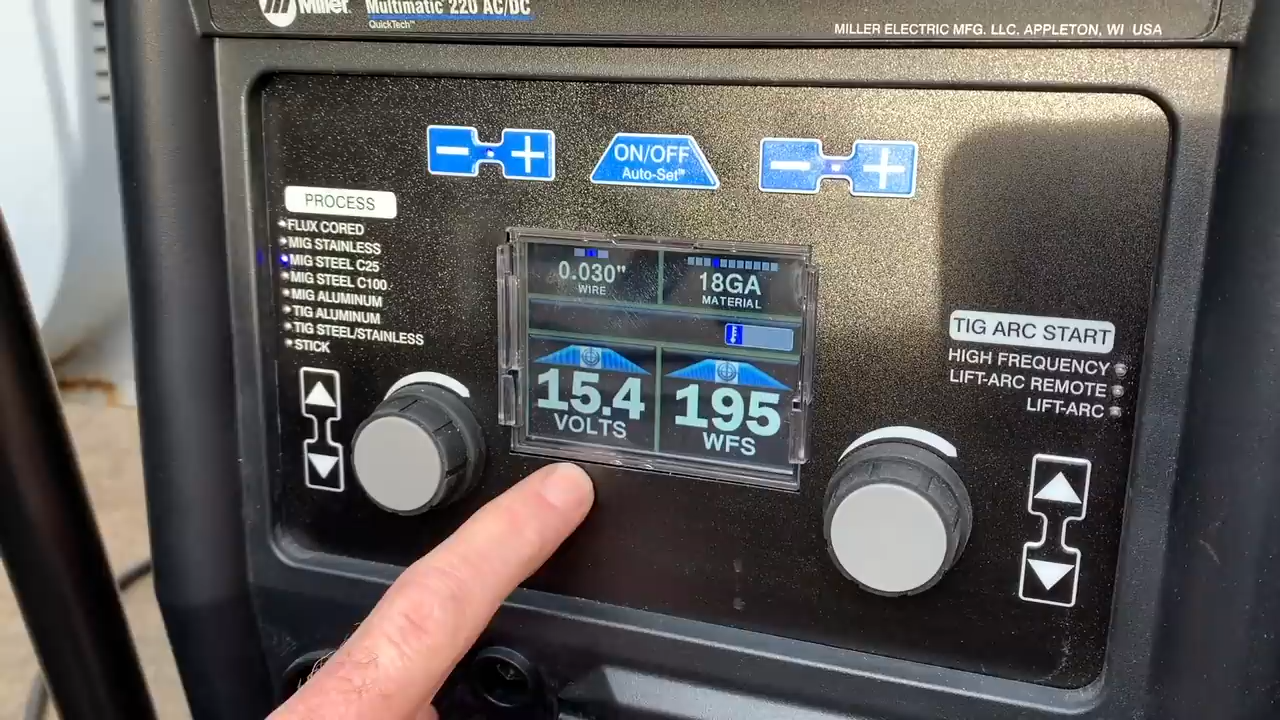 Miller. Multimatic® 220 AC/DC
QuickTech™
MILLER ELECTRIC MFG. LLC. APPLETON, WI USA
ON/OFF
Auto-Set™
PROCESS
FLUX CORED
MIG STAINLESS
MIG STEEL C25
MIG STEEL C100
MIG ALUMINUM
TIG ALUMINUM
TIG STEEL/STAINLESS
STICK
0.030"
WIRE
18GA
MATERIAL
15.4
VOLTS
195
WFS
TIG ARC START
HIGH FREQUENCY
LIFT-ARC REMOTE
LIFT-ARC